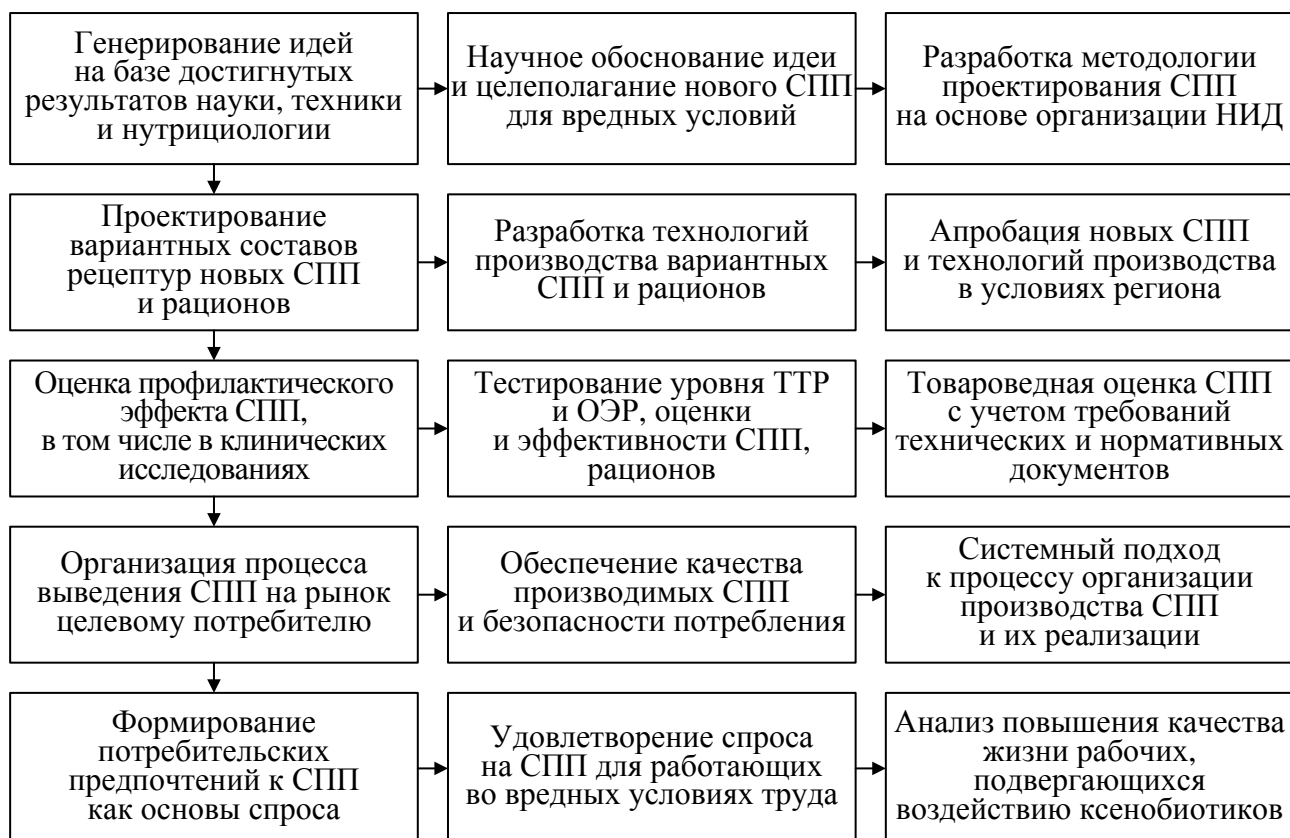 Генерирование идей
на базе достигнутых
результатов науки, техники
и нутрициологии
Научное обоснование идеи
и целеполагание нового СПП
для вредных условий
Разработка методологии
проектирования СПП
на основе организации НИД
Проектирование
вариантных составов
рецептур новых СПП
и рационов
Разработка технологий
производства вариантных
СПП и рационов
Апробация новых СПП
и технологий производства
в условиях региона
Оценка профилактического
эффекта СПП,
в том числе в клинических
исследованиях
Тестирование уровня ТТР
и ОЭР, оценки
и эффективности СПП,
рационов
Товароведная оценка СПП
с учетом требований
технических и нормативных
документов
Организация процесса
выведения СПП на рынок
целевому потребителю
Обеспечение качества
производимых СПП
и безопасности потребления
Системный подход
к процессу организации
производства СПП
и их реализации
Формирование
потребительских
предпочтений к СПП
как основы спроса
Удовлетворение спроса
на СПП для работающих
во вредных условиях труда
Анализ повышения качества
жизни рабочих,
подвергающихся
воздействию ксенобиотиков